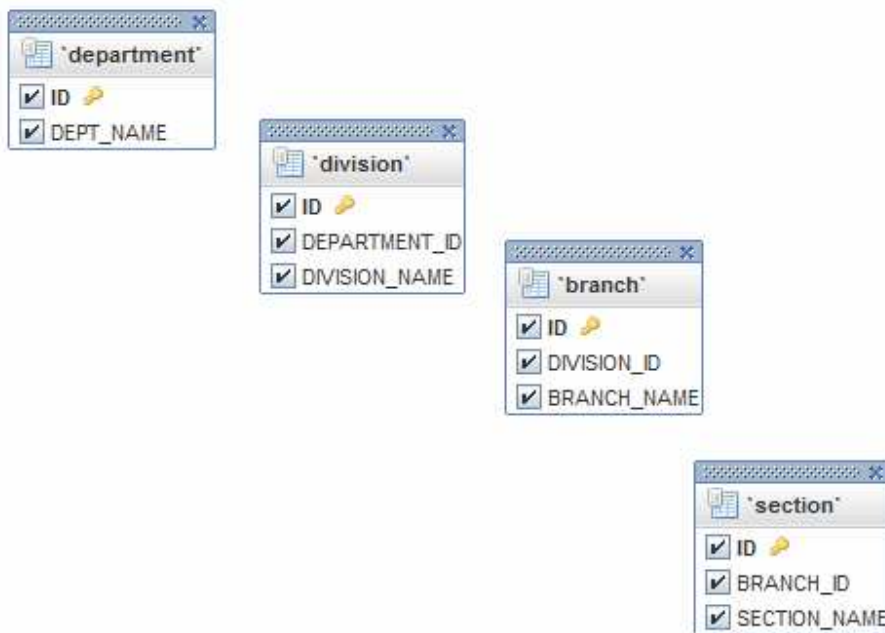 `department`
ID
DEPT_NAME
`division`
ID
DEPARTMENT_ID
DIVISION_NAME
`branch`
ID
DIVISION_ID
BRANCH_NAME
`section`
ID
BRANCH_ID
SECTION_NAME